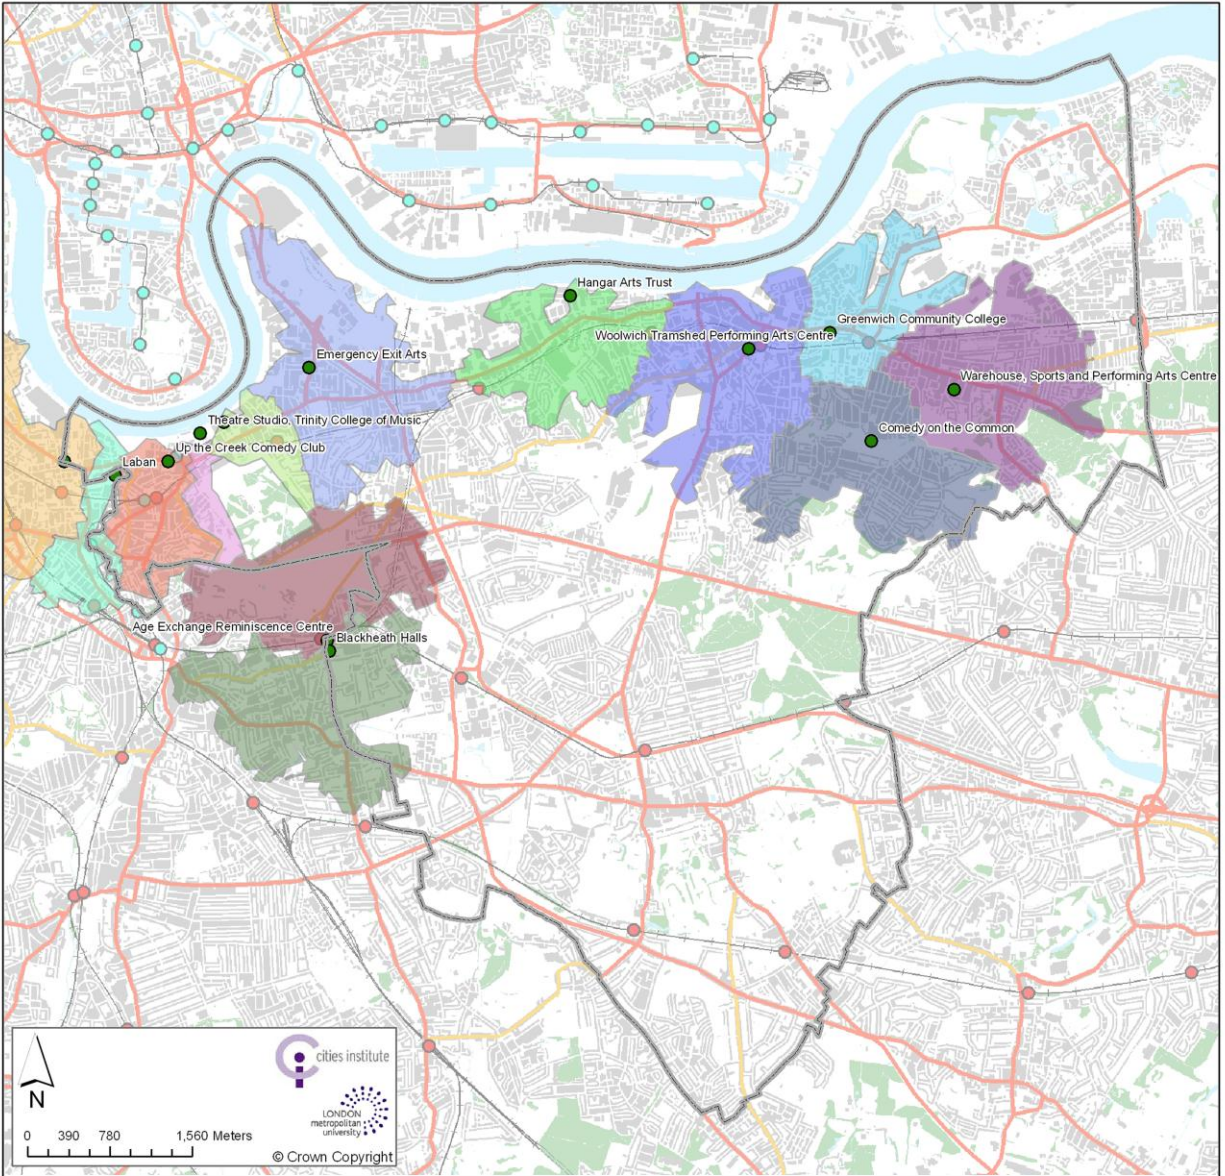 Hangar Arts Trust
Greenwich Community College
Woolwich Tramshed Performing Arts Centre
Emergency Exit Arts
Warehouse, Sports and Performing Arts Centre
Theatre Studio, Trinity College of Music
Comedy on the Common
Up the Creek Comedy Club
Laban
Age Exchange Reminiscence Centre
Blackheath Halls
N
cities institute
LONDON
metropolitan
university
0 390 780 1,560 Meters
© Crown Copyright